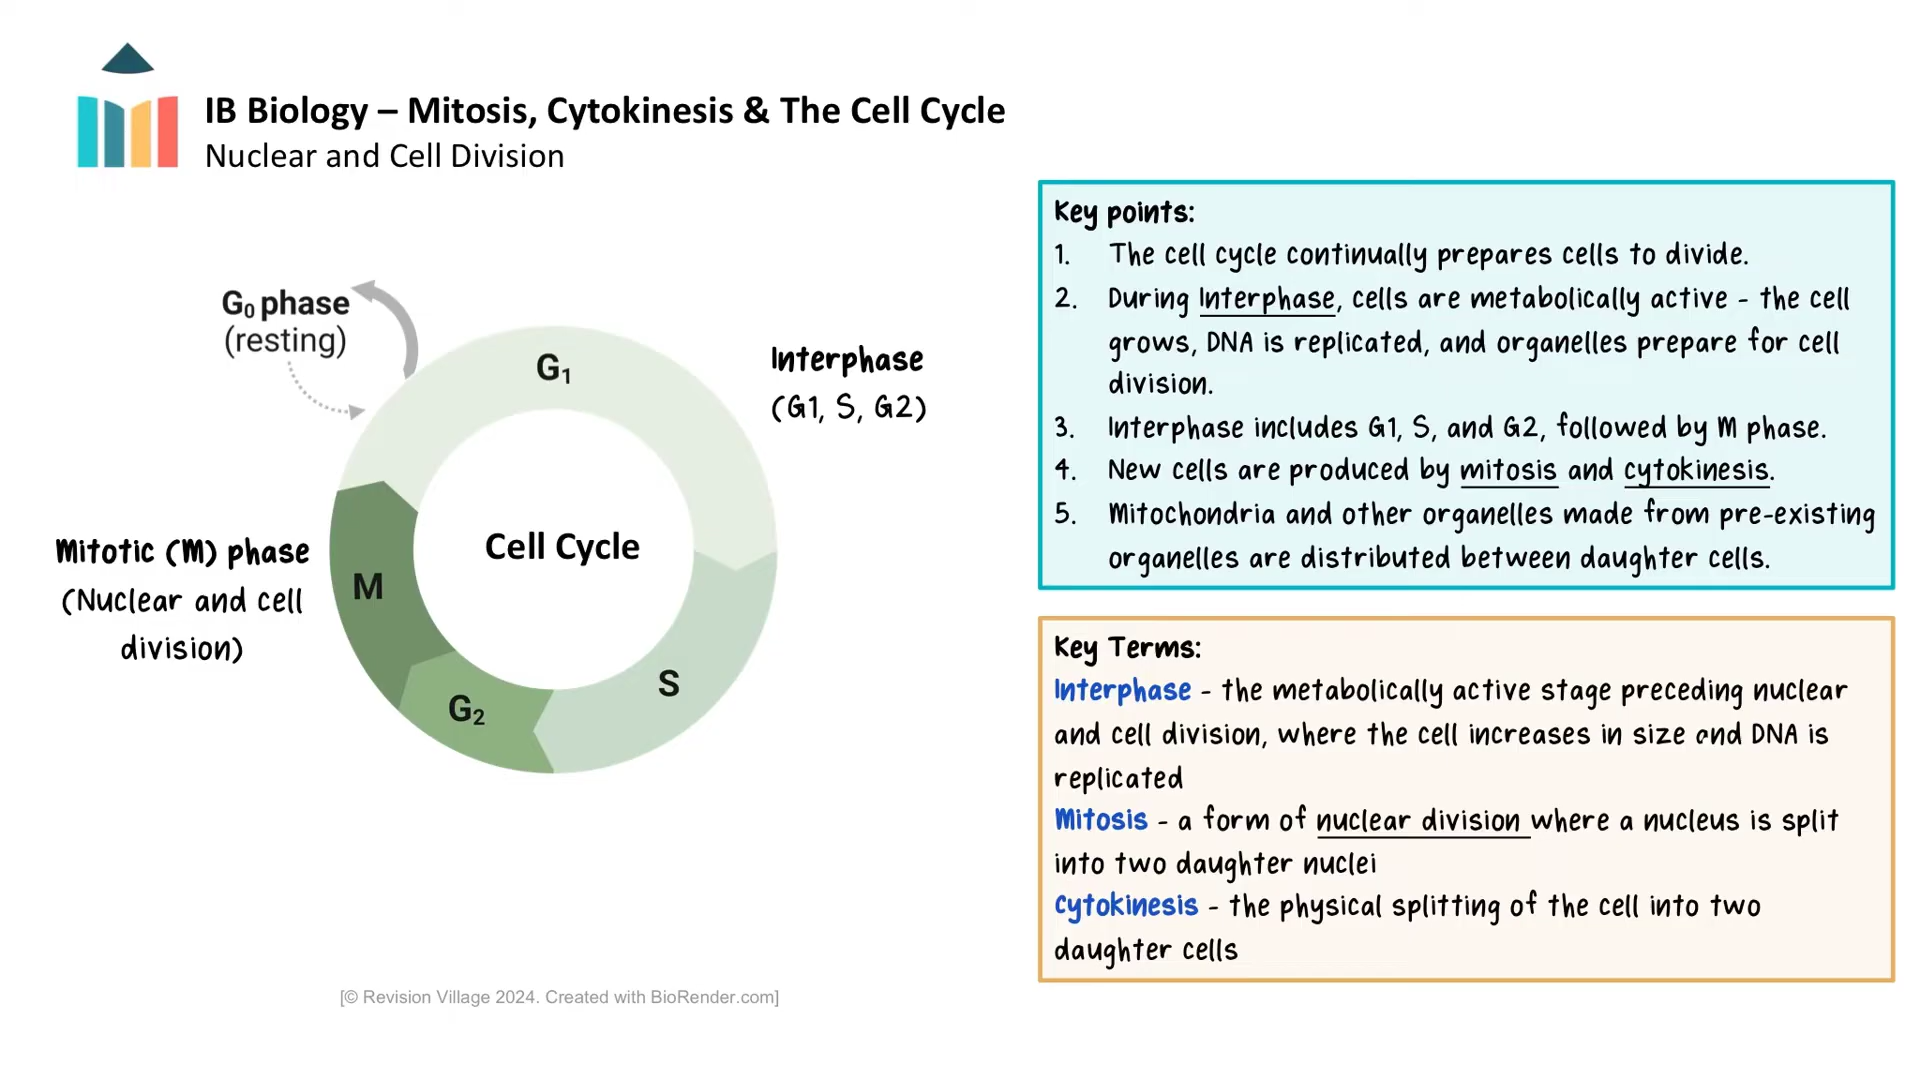 IB Biology – Mitosis, Cytokinesis & The Cell Cycle
Nuclear and Cell Division
G₀ phase
(resting)
G₁
Interphase
(G1, S, G2)
Cell Cycle
Mitotic (M) phase
(Nuclear and cell
division)
M
S
G₂
[© Revision Village 2024. Created with BioRender.com]
Key points:
1. The cell cycle continually prepares cells to divide.
2. During Interphase, cells are metabolically active - the cell
grows, DNA is replicated, and organelles prepare for cell
division.
3. Interphase includes G1, S, and G2, followed by M phase.
4. New cells are produced by mitosis and cytokinesis.
5. Mitochondria and other organelles made from pre-existing
organelles are distributed between daughter cells.
Key Terms:
Interphase - the metabolically active stage preceding nuclear
and cell division, where the cell increases in size and DNA is
replicated
Mitosis - a form of nuclear division where a nucleus is split
into two daughter nuclei
Cytokinesis - the physical splitting of the cell into two
daughter cells